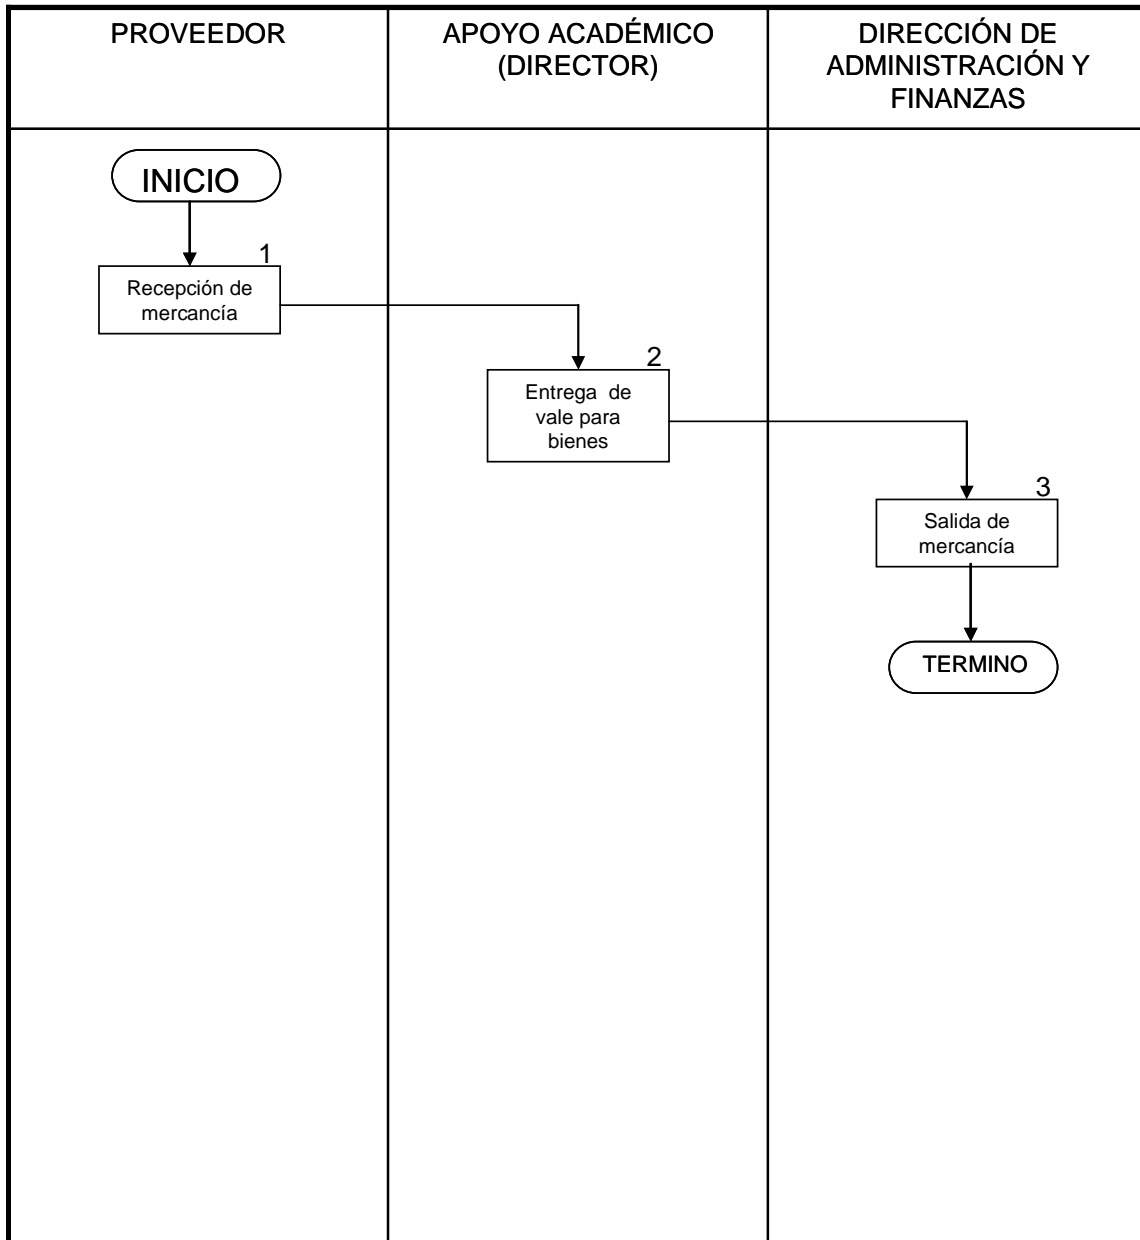 PROVEEDOR
APOYO ACADÉMICO
(DIRECTOR)
DIRECCIÓN DE
ADMINISTRACIÓN Y
FINANZAS
INICIO
1
Recepción de
mercancía
2
Entrega de
vale para
bienes
3
Salida de
mercancía
TERMINO